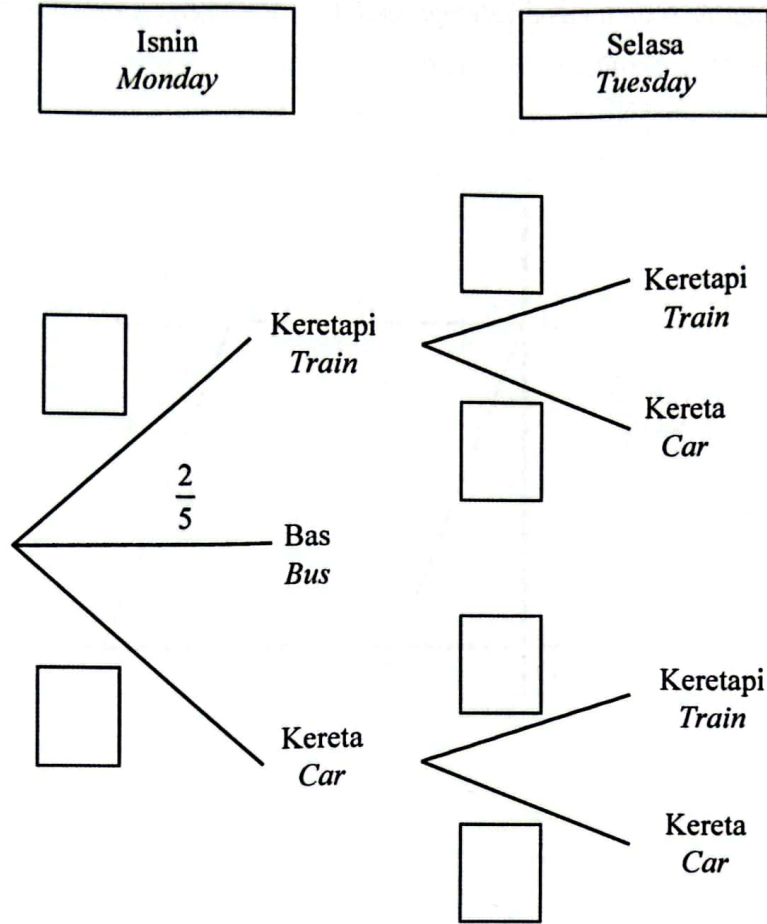 Isnin
Monday
Selasa
Tuesday
Keretapi
Train
Keretapi
Train
Kereta
Car
2
5
Bas
Bus
Keretapi
Train
Kereta
Car
Kereta
Car